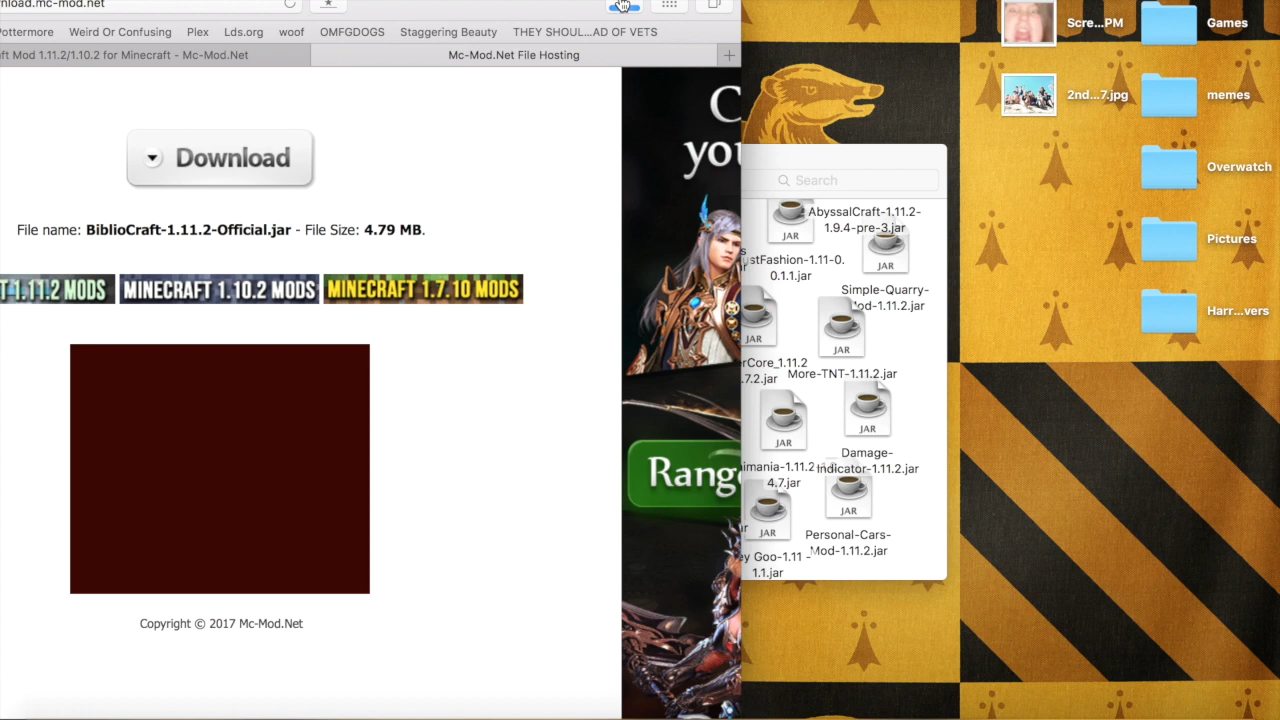 nload.mc-mod.net
Pottermore Weird Or Confusing Plex Lds.org woof OMFGDOGS Staggering Beauty THEY SHOUL...AD OF VETS
ft Mod 1.11.2/1.10.2 for Minecraft - Mc-Mod.Net
Mc-Mod.Net File Hosting
Download
File name: BiblioCraft-1.11.2-Official.jar - File Size: 4.79 MB.
T 1.11.2 MODS
MINECRAFT 1.10.2 MODS
MINECRAFT 1.7.10 MODS
Copyright © 2017 Mc-Mod.Net
C
you
Rang
Search
JAR
AbyssalCraft-1.11.2-
1.9.4-pre-3.jar
JAR
ustFashion-1.11-0.
0.1.1.jar
Simple-Quarry-
Mod-1.11.2.jar
JAR
rCore_1.11.2
.7.2.jar
JAR
More-TNT-1.11.2.jar
JAR
imania-1.11.2
4.7.jar
Damage-
Indicator-1.11.2.jar
JAR
ey Goo-1.11 -
1.1.jar
JAR
Personal-Cars-
Mod-1.11.2.jar
Scre...PM
2nd...7.jpg
Games
memes
Overwatch
Pictures
Harr...vers